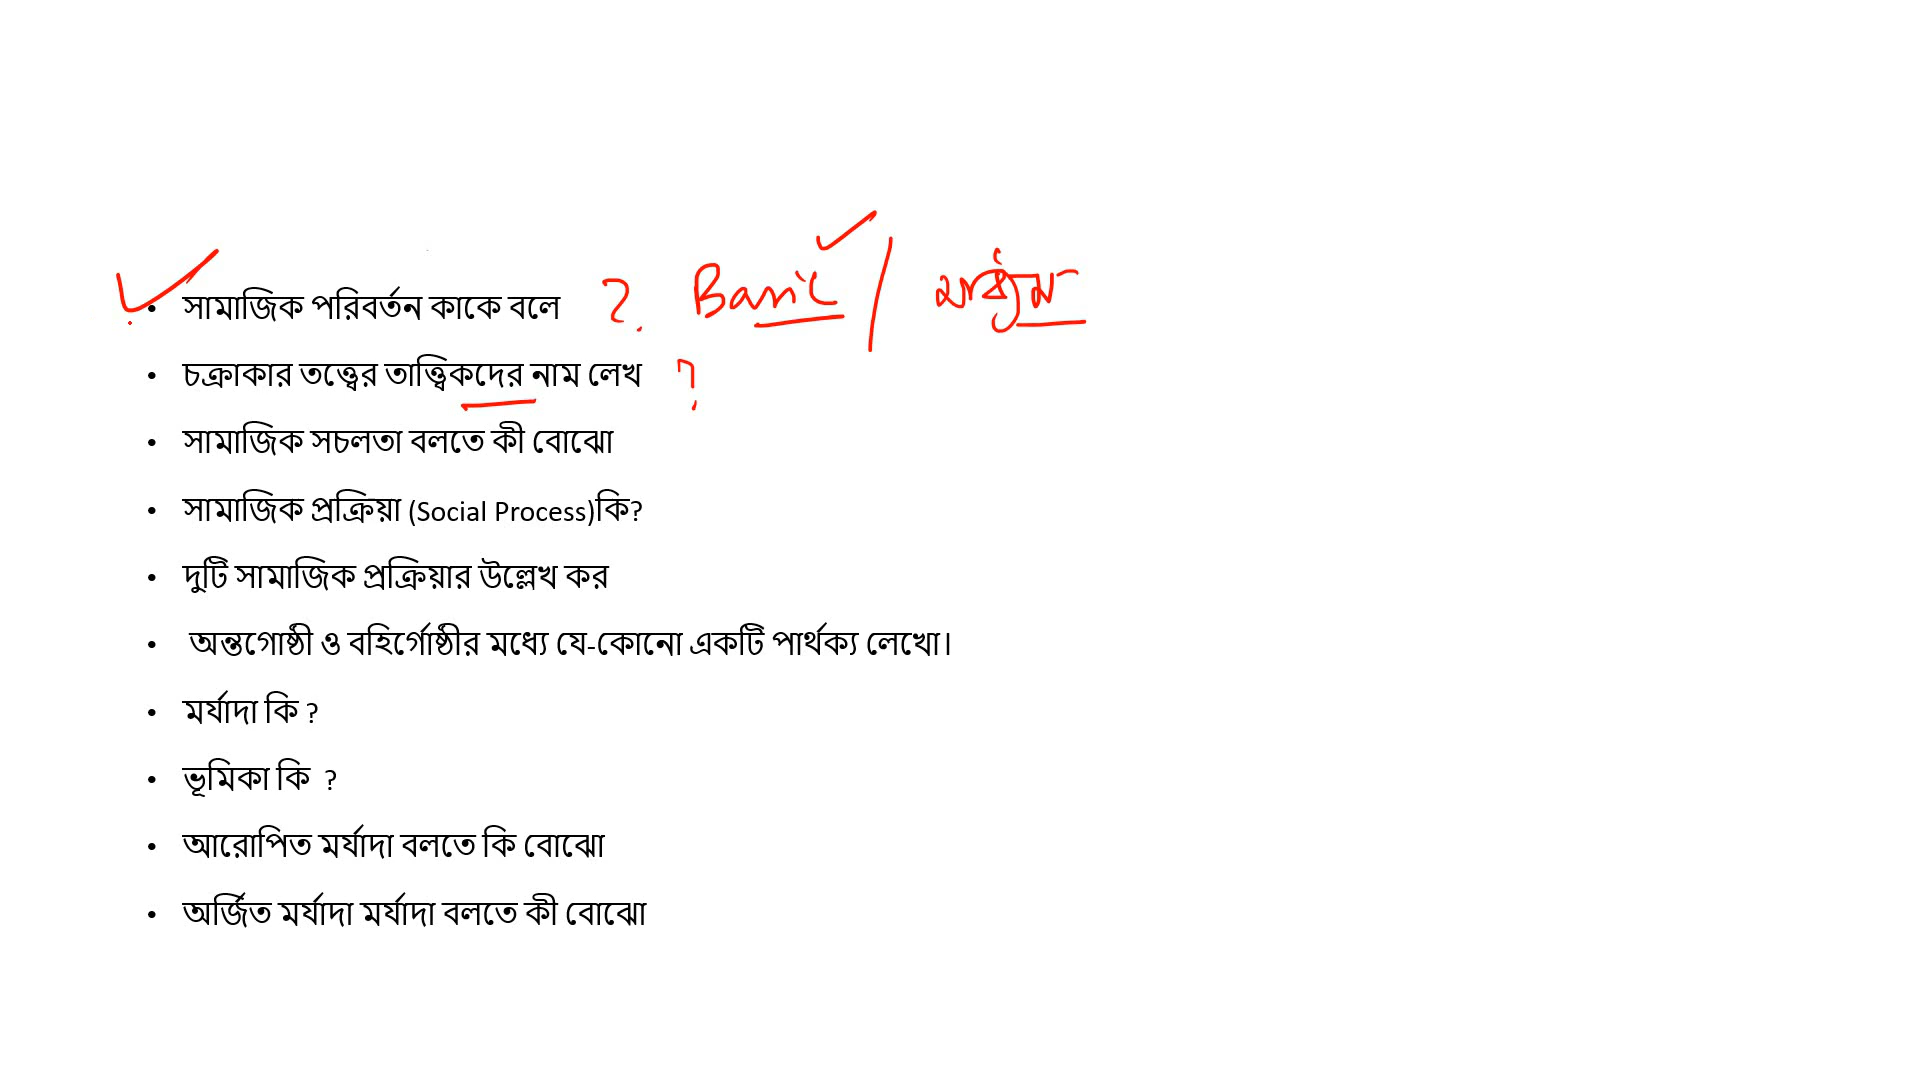 • সামাজিক পরিবর্তন কাকে বলে ? Basic / মাধ্যম
• চক্রাকার তত্ত্বের তাত্ত্বিকদের নাম লেখ ?
• সামাজিক সচলতা বলতে কী বোঝো
• সামাজিক প্রক্রিয়া (Social Process)কি?
• দুটি সামাজিক প্রক্রিয়ার উল্লেখ কর
• অন্তগোষ্ঠী ও বহির্গোষ্ঠীর মধ্যে যে-কোনো একটি পার্থক্য লেখো।
• মর্যাদা কি ?
• ভূমিকা কি ?
• আরোপিত মর্যাদা বলতে কি বোঝো
• অর্জিত মর্যাদা মর্যাদা বলতে কী বোঝো